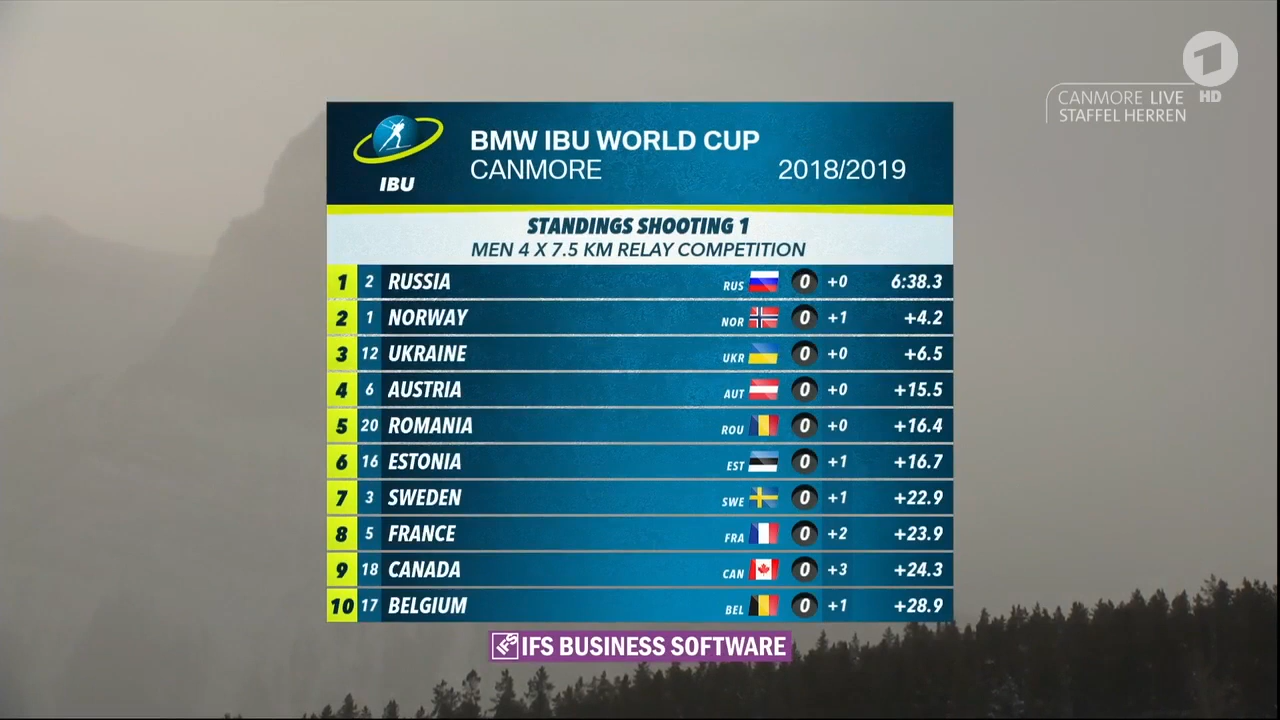 CANMORE LIVE
HD
STAFFEL HERREN
BMW IBU WORLD CUP
CANMORE 2018/2019
IBU
STANDINGS SHOOTING 1
MEN 4 X 7.5 KM RELAY COMPETITION
1 2 RUSSIA RUS 0 +0 6:38.3
2 1 NORWAY NOR 0 +1 +4.2
3 12 UKRAINE UKR 0 +0 +6.5
4 6 AUSTRIA AUT 0 +0 +15.5
5 20 ROMANIA ROU 0 +0 +16.4
6 16 ESTONIA EST 0 +1 +16.7
7 3 SWEDEN SWE 0 +1 +22.9
8 5 FRANCE FRA 0 +2 +23.9
9 18 CANADA CAN 0 +3 +24.3
10 17 BELGIUM BEL 0 +1 +28.9
IFS IFS BUSINESS SOFTWARE